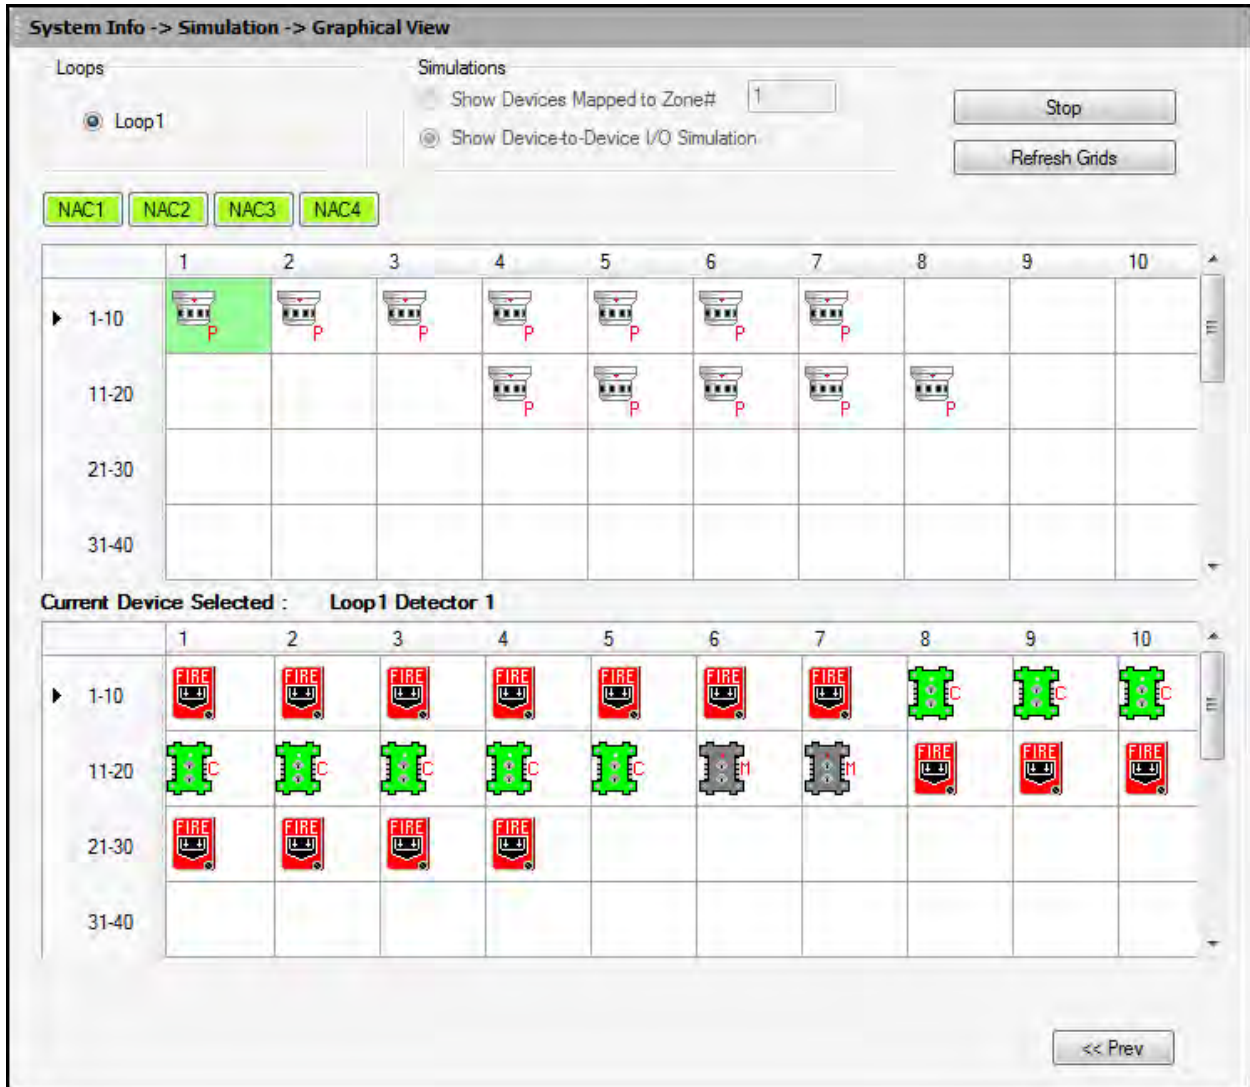 System Info -> Simulation -> Graphical View
Loops
Simulations
Show Devices Mapped to Zone# 1
Stop
Loop1
Show Device-to-Device I/O Simulation
Refresh Grids
NAC1 NAC2 NAC3 NAC4
1 2 3 4 5 6 7 8 9 10
1-10 P P P P P P P
11-20 P P P P P
21-30
31-40
Current Device Selected : Loop1 Detector 1
1 2 3 4 5 6 7 8 9 10
1-10 FIRE FIRE FIRE FIRE FIRE FIRE FIRE C C C
11-20 C C C C C M M FIRE FIRE FIRE
21-30 FIRE FIRE FIRE FIRE
31-40
<< Prev